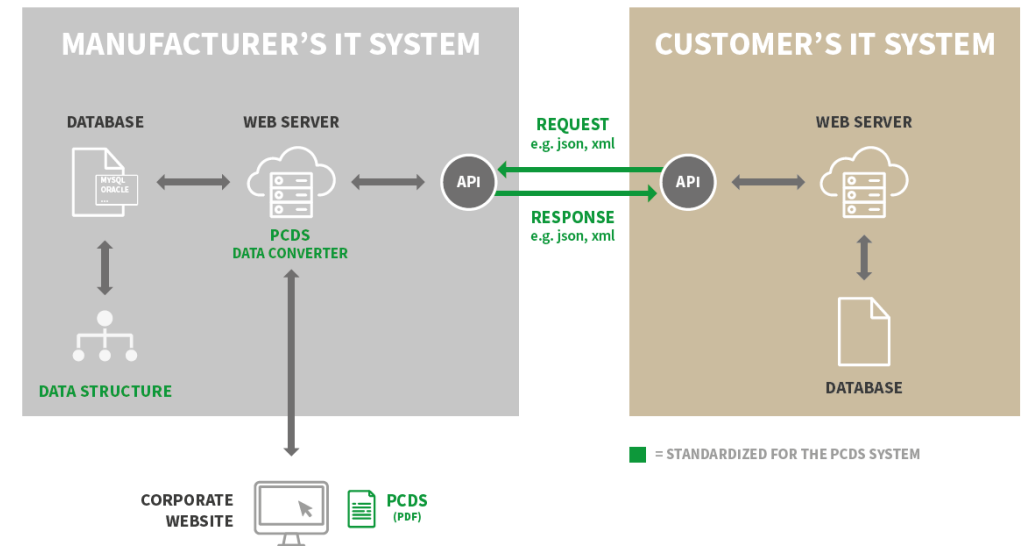 MANUFACTURER'S IT SYSTEM
CUSTOMER'S IT SYSTEM
DATABASE
WEB SERVER
MYSQL
ORACLE
...
PCDS
DATA CONVERTER
API
REQUEST
e.g. json, xml
RESPONSE
e.g. json, xml
API
WEB SERVER
DATA STRUCTURE
DATABASE
= STANDARDIZED FOR THE PCDS SYSTEM
CORPORATE
WEBSITE
PCDS
(PDF)